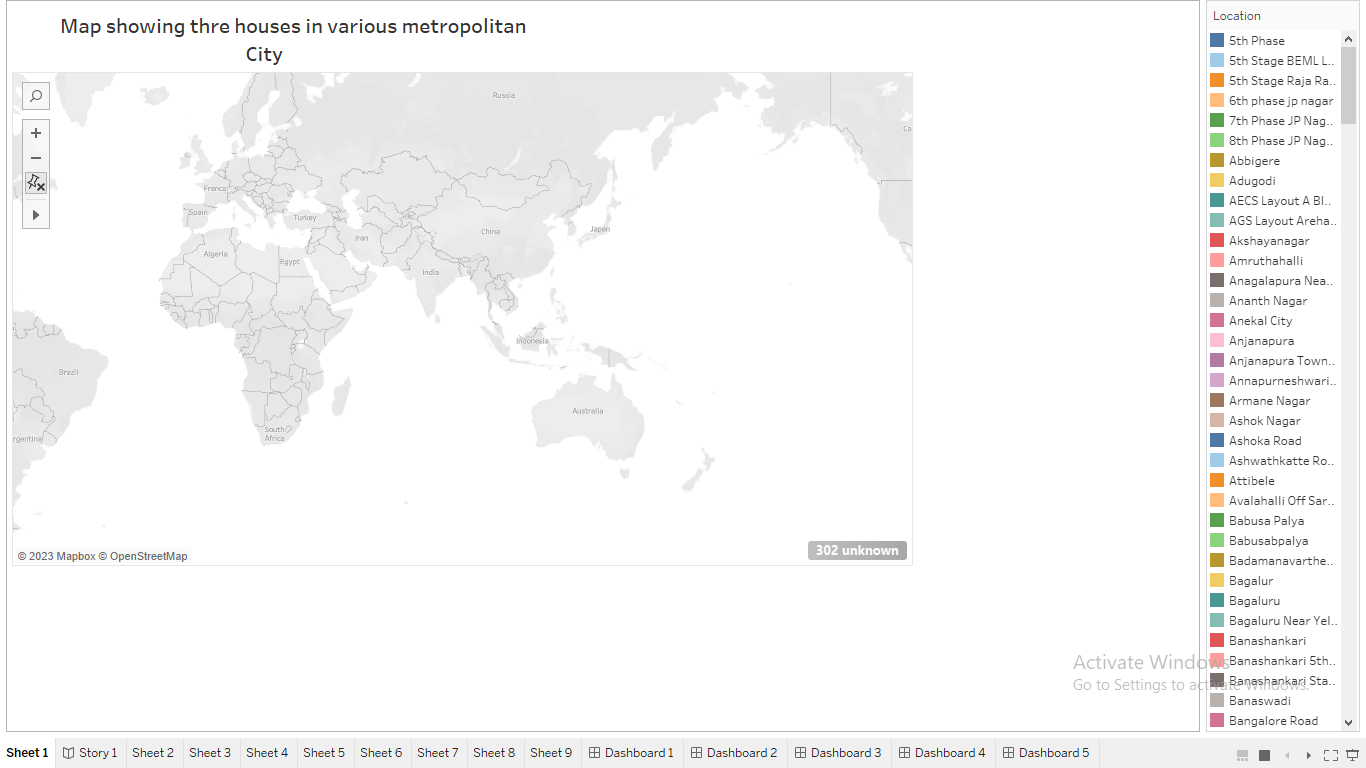 Map showing thre houses in various metropolitan
City
Russia
Ca
France
Spain
Turkey
Iran
China
Japan
Algeria
Egypt
India
Indonesia
Brazil
Australia
South
Africa
rgentina
© 2023 Mapbox © OpenStreetMap
302 unknown
Location
5th Phase
5th Stage BEML L..
5th Stage Raja Ra..
6th phase jp nagar
7th Phase JP Nag..
8th Phase JP Nag..
Abbigere
Adugodi
AECS Layout A Bl..
AGS Layout Areha..
Akshayanagar
Amruthahalli
Anagalapura Nea..
Ananth Nagar
Anekal City
Anjanapura
Anjanapura Town..
Annapurneshwari..
Armane Nagar
Ashok Nagar
Ashoka Road
Ashwathkatte Ro..
Attibele
Avalahalli Off Sar..
Babusa Palya
Babusabpalya
Badamanavarthe..
Bagalur
Bagaluru
Bagaluru Near Yel..
Banashankari
Banashankari 5th..
Banashankari Sta..
Banaswadi
Bangalore Road
Activate Windows
Go to Settings to activate Windows.
Sheet 1
Story 1
Sheet 2
Sheet 3
Sheet 4
Sheet 5
Sheet 6
Sheet 7
Sheet 8
Sheet 9
Dashboard 1
Dashboard 2
Dashboard 3
Dashboard 4
Dashboard 5